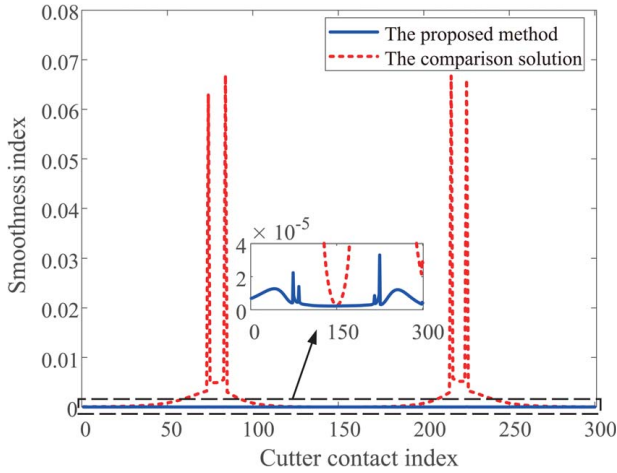 0.08
0.07
0.06
0.05
0.04
0.03
0.02
0.01
0
Smoothness index
The proposed method
The comparison solution
× 10-5
4
2
0
0 150 300
0 50 100 150 200 250 300
Cutter contact index